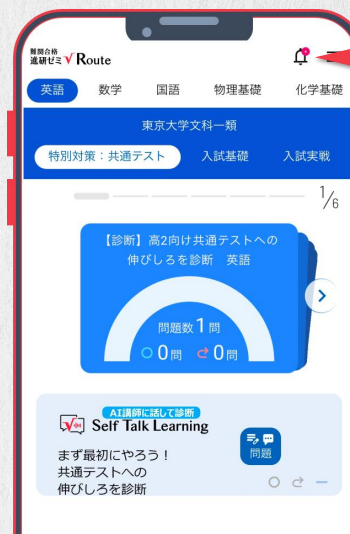 難関合格
進研ゼミ√Route
英語 数学 国語 物理基礎 化学基礎
東京大学文科一類
特別対策：共通テスト 入試基礎 入試実戦
1/6
【診断】高2向け共通テストへの
伸びしろを診断 英語
問題数1問
0問 0問
AI講師に話して診断
Self Talk Learning
まず最初にやろう！
共通テストへの
伸びしろを診断
問題